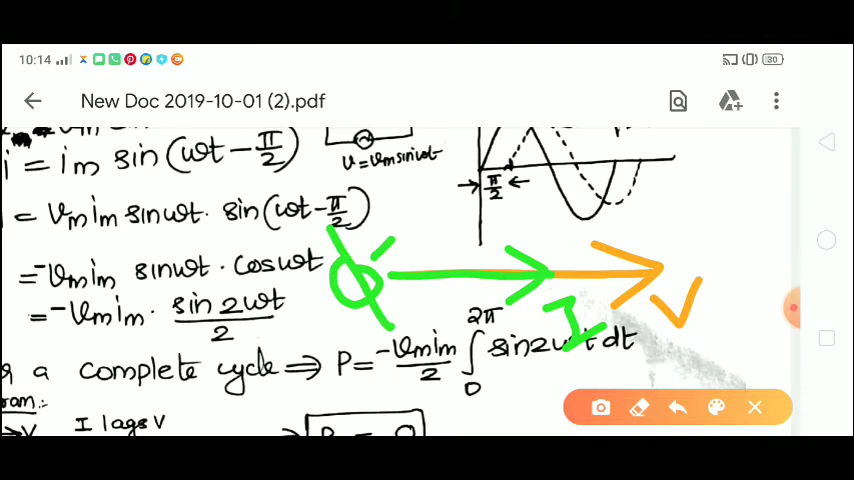 10:14 30
New Doc 2019-10-01 (2).pdf
i = im sin (ωt - π/2)
v = vm sin ωt
π/2
= vm im sin ωt . sin (ωt - π/2)
= -vm im sin ωt . cos ωt
= -vm im . sin 2ωt / 2
φ I V
a complete cycle ⇒ P = -vm im / 2 ∫ 0 2π sin 2ωt dt
I lags V